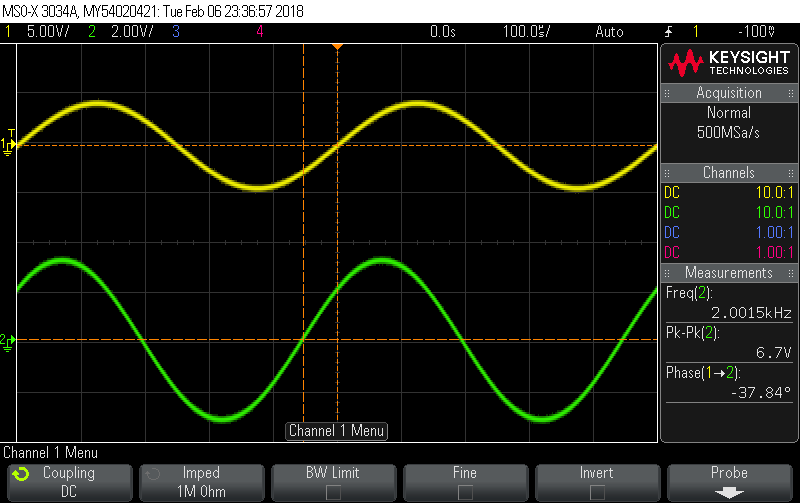 MSO-X 3034A, MY54020421: Tue Feb 06 23:36:57 2018
1 5.00V/ 2 2.00V/ 3 4 0.0s 100.0s/ Auto 1 -100V
KEYSIGHT
TECHNOLOGIES
Acquisition
Normal
500MSa/s
Channels
DC 10.0:1
DC 10.0:1
DC 1.00:1
DC 1.00:1
Measurements
Freq(2):
2.0015kHz
Pk-Pk(2):
6.7V
Phase(1→2):
-37.84°
T
1
2
Channel 1 Menu
Channel 1 Menu
Coupling
DC
Imped
1M Ohm
BW Limit
Fine
Invert
Probe